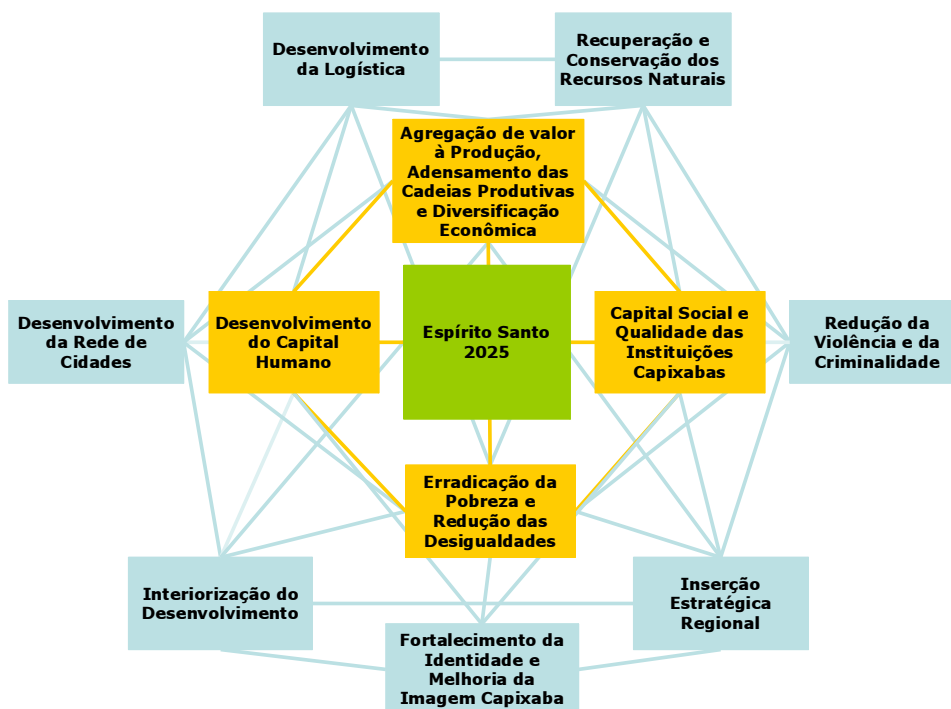 Desenvolvimento
da Logística
Recuperação e
Conservação dos
Recursos Naturais
Agregação de valor
à Produção,
Adensamento das
Cadeias Produtivas
e Diversificação
Econômica
Desenvolvimento
da Rede de
Cidades
Desenvolvimento
do Capital
Humano
Espírito Santo
2025
Capital Social e
Qualidade das
Instituições
Capixabas
Redução da
Violência e da
Criminalidade
Erradicação da
Pobreza e
Redução das
Desigualdades
Interiorização do
Desenvolvimento
Inserção
Estratégica
Regional
Fortalecimento da
Identidade e
Melhoria da
Imagem Capixaba